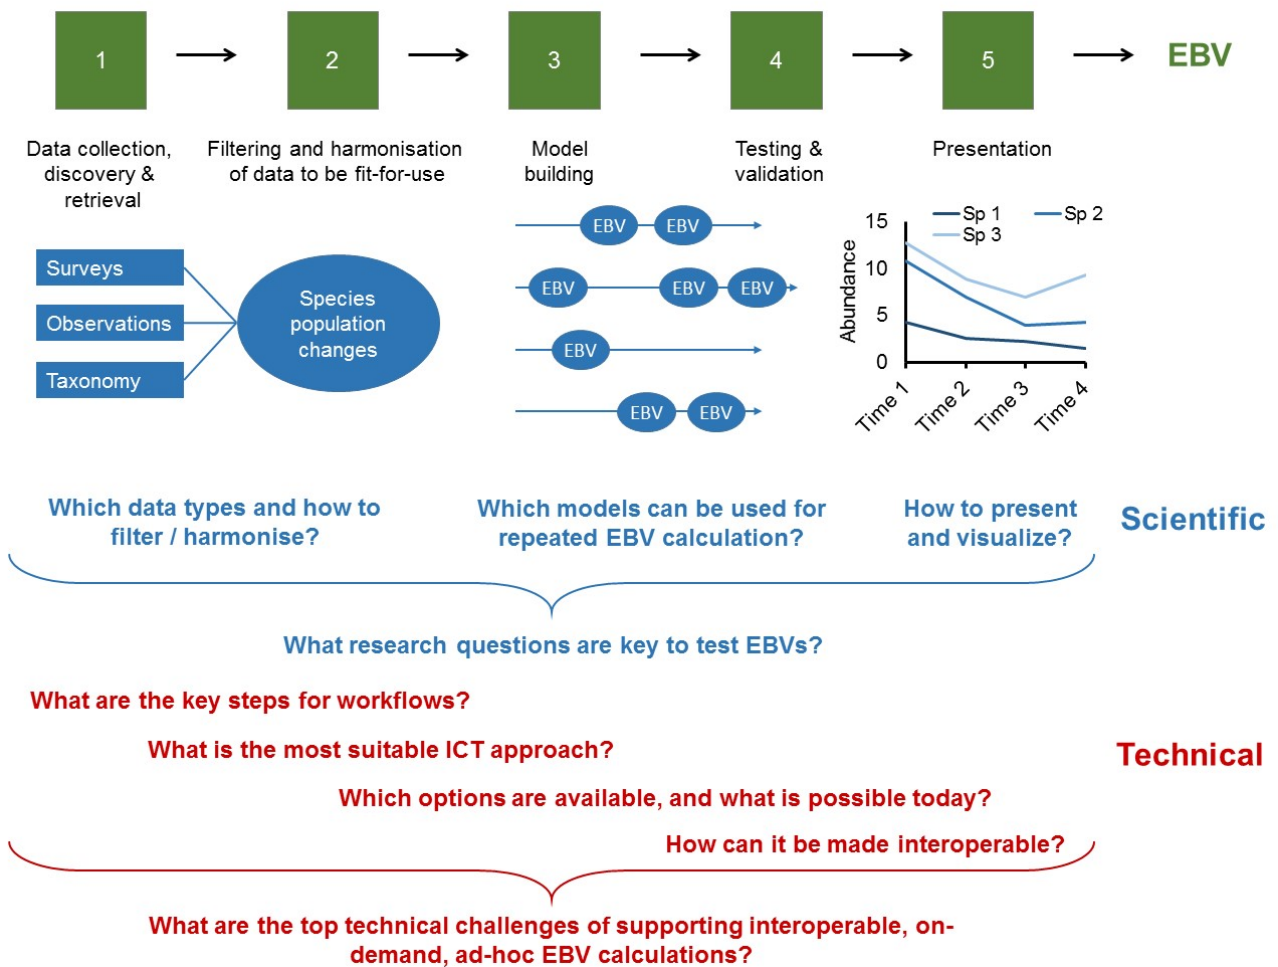 1
2
3
4
5
EBV
Data collection,
discovery &
retrieval
Filtering and harmonisation
of data to be fit-for-use
Model
building
Testing &
validation
Presentation
Surveys
Observations
Taxonomy
Species
population
changes
EBV
EBV
EBV
EBV
EBV
EBV
EBV
EBV
Abundance
15
10
5
0
Sp 1
Sp 2
Sp 3
Time 1
Time 2
Time 3
Time 4
Which data types and how to
filter / harmonise?
Which models can be used for
repeated EBV calculation?
How to present
and visualize?
Scientific
What research questions are key to test EBVs?
What are the key steps for workflows?
What is the most suitable ICT approach?
Technical
Which options are available, and what is possible today?
How can it be made interoperable?
What are the top technical challenges of supporting interoperable, on-
demand, ad-hoc EBV calculations?